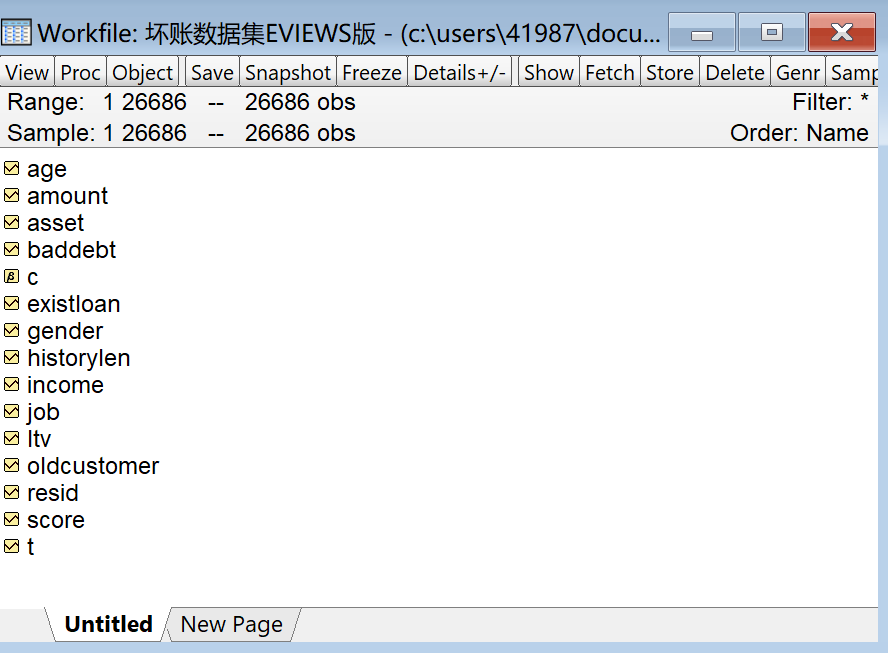 Workfile: 坏账数据集EVIEWS版 - (c:\users\41987\docu...
View Proc Object Save Snapshot Freeze Details+/- Show Fetch Store Delete Genr Samp
Range: 1 26686 -- 26686 obs Filter: *
Sample: 1 26686 -- 26686 obs Order: Name
age
amount
asset
baddebt
β c
existloan
gender
historylen
income
job
ltv
oldcustomer
resid
score
t
Untitled New Page